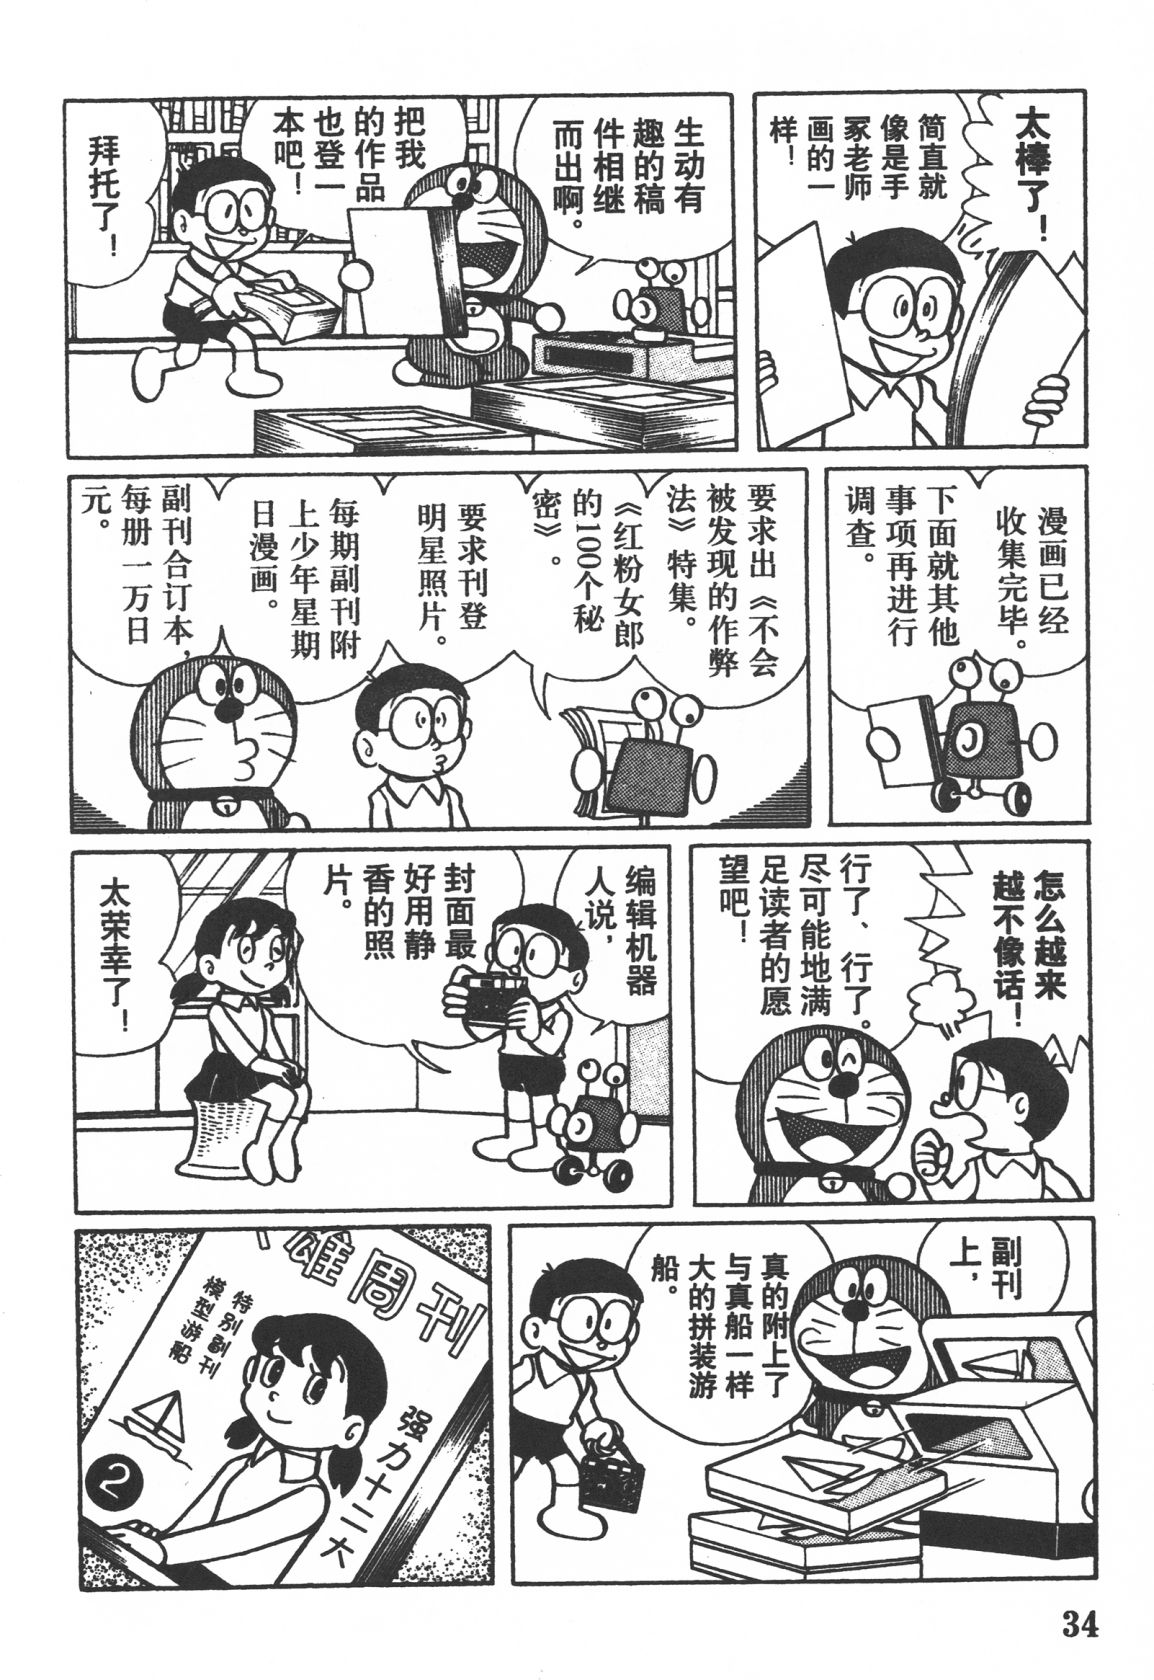 太棒了！
简直就
像是手
冢老师
画的一
样！
生动有
趣的稿
件相继
而出啊。
把我
的作品
也登一
本吧！
拜托了！
漫画已经
收集完毕。
下面就其他
事项再进行
调查。
要求出《不会
被发现的作弊
法》特集。
《红粉女郎
的100个秘
密》。
要求刊登
明星照片。
每期副刊附
上少年星期
日漫画。
副刊合订本，
每册一万日
元。
怎么越来
越不像话！
行了、行了。
尽可能地满
足读者的愿
望吧！
编辑机器
人说，
封面最
好用静
香的照
片。
太荣幸了！
副刊
上，
真的附上了
与真船一样
大的拼装游
船。
雄周刊
特别副刊
模型游船
强力十二大
2
34